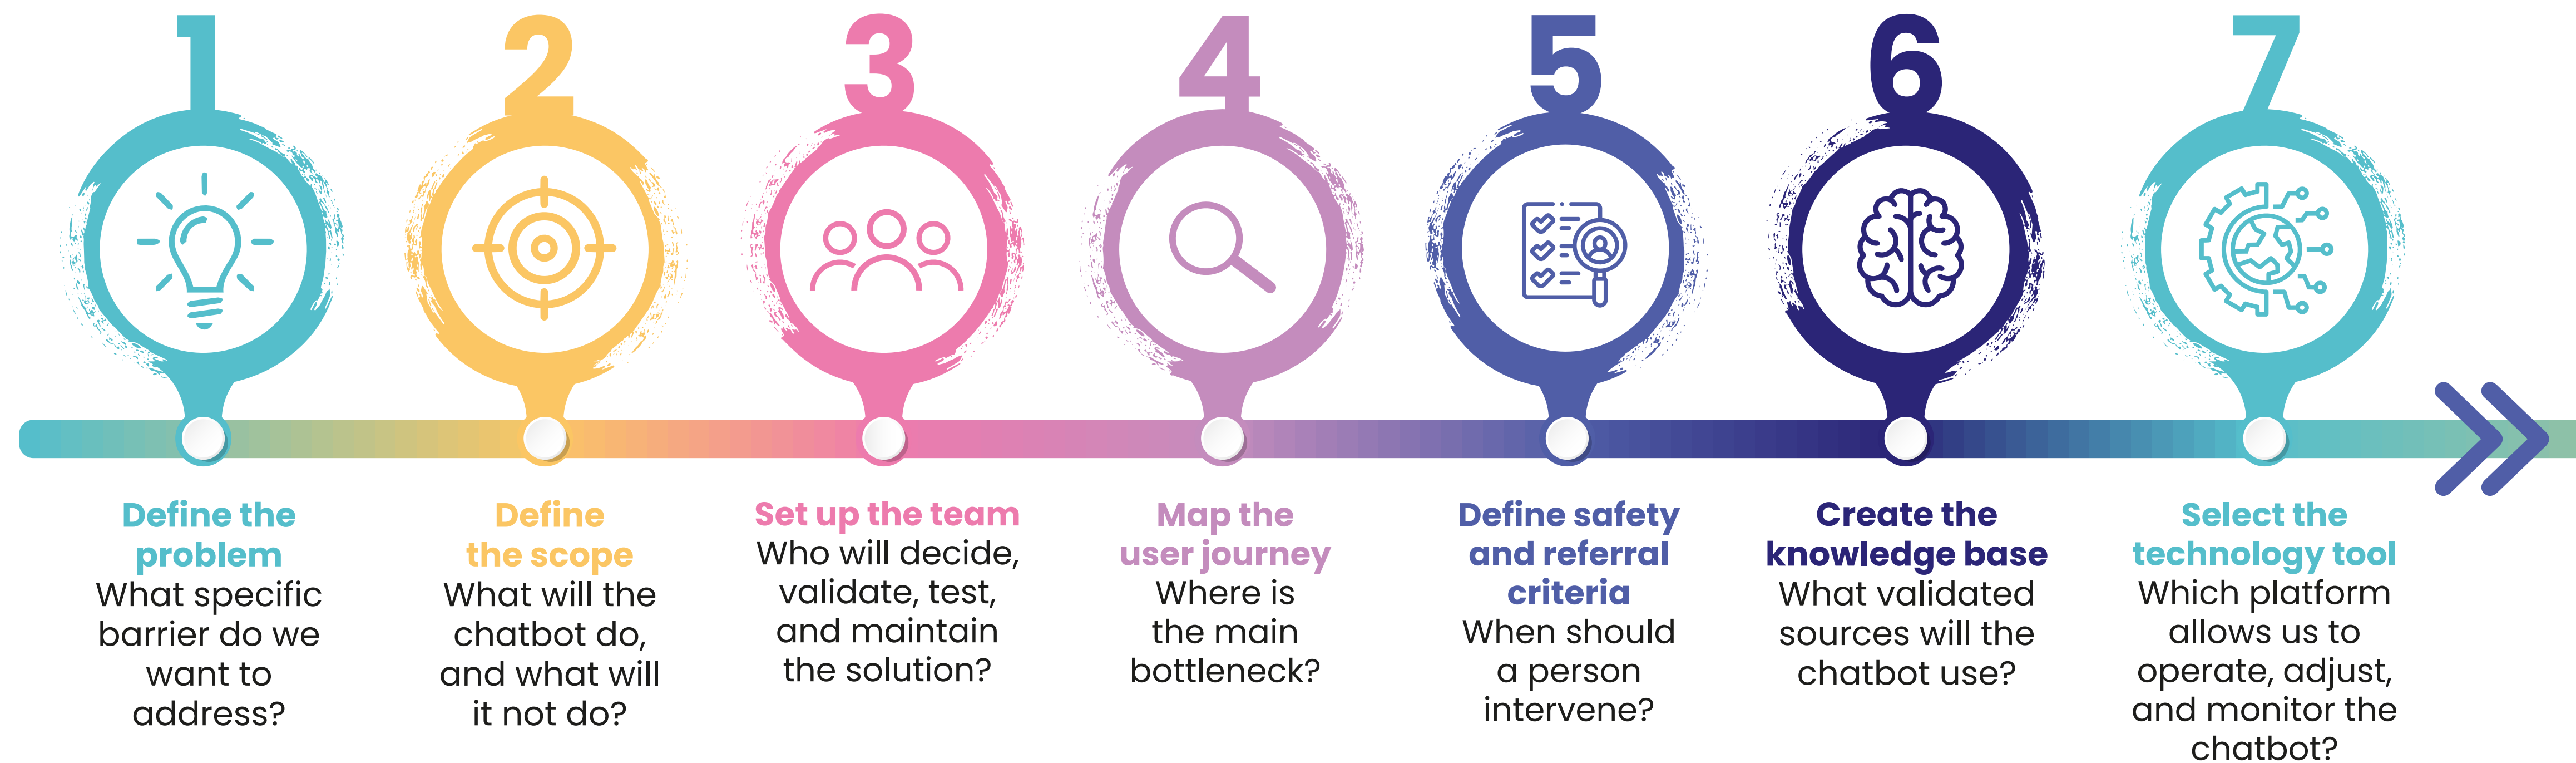 1
Define the
problem
What specific
barrier do we
want to
address?
2
Define
the scope
What will the
chatbot do,
and what will
it not do?
3
Set up the team
Who will decide,
validate, test,
and maintain
the solution?
4
Map the
user journey
Where is
the main
bottleneck?
5
Define safety
and referral
criteria
When should
a person
intervene?
6
Create the
knowledge base
What validated
sources will the
chatbot use?
7
Select the
technology tool
Which platform
allows us to
operate, adjust,
and monitor the
chatbot?